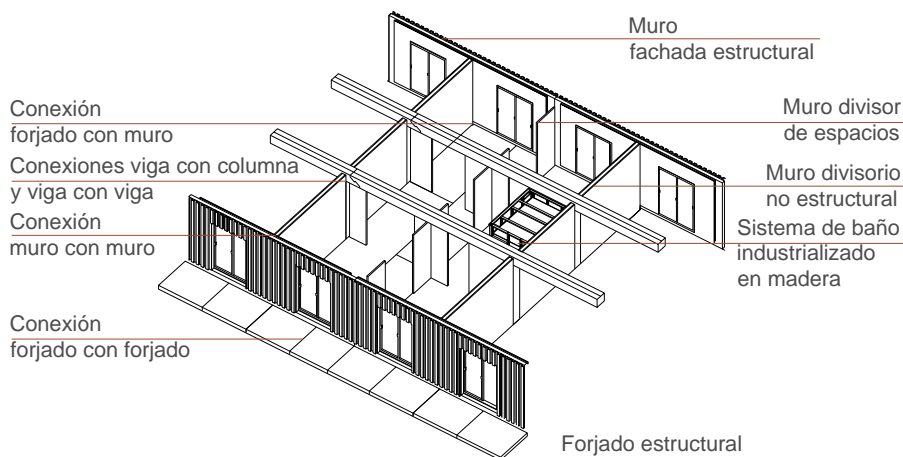 Muro
fachada estructural
Conexión
forjado con muro
Conexiones viga con columna
y viga con viga
Conexión
muro con muro
Conexión
forjado con forjado
Muro divisor
de espacios
Muro divisorio
no estructural
Sistema de baño
industrializado
en madera
Forjado estructural